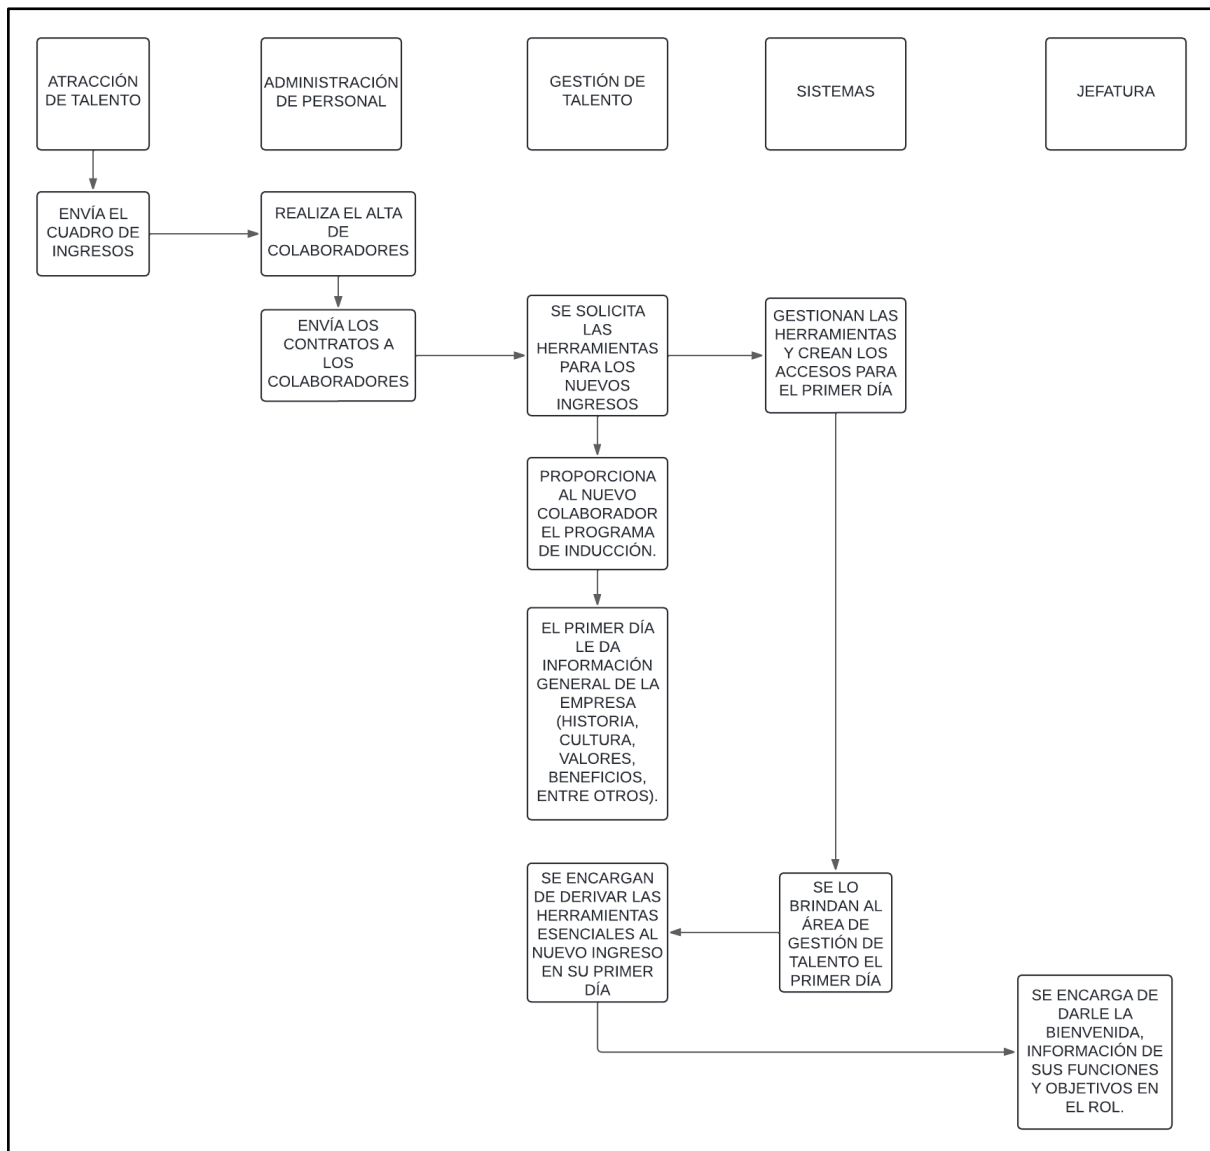 ATRACCIÓN
DE TALENTO
ADMINISTRACIÓN
DE PERSONAL
GESTIÓN DE
TALENTO
SISTEMAS
JEFATURA
ENVÍA EL
CUADRO DE
INGRESOS
REALIZA EL ALTA
DE
COLABORADORES
ENVÍA LOS
CONTRATOS A
LOS
COLABORADORES
SE SOLICITA
LAS
HERRAMIENTAS
PARA LOS
NUEVOS
INGRESOS
GESTIONAN LAS
HERRAMIENTAS
Y CREAN LOS
ACCESOS PARA
EL PRIMER DÍA
PROPORCIONA
AL NUEVO
COLABORADOR
EL PROGRAMA
DE INDUCCIÓN.
EL PRIMER DÍA
LE DA
INFORMACIÓN
GENERAL DE LA
EMPRESA
(HISTORIA,
CULTURA,
VALORES,
BENEFICIOS,
ENTRE OTROS).
SE ENCARGAN
DE DERIVAR LAS
HERRAMIENTAS
ESENCIALES AL
NUEVO INGRESO
EN SU PRIMER
DÍA
SE LO
BRINDAN AL
ÁREA DE
GESTIÓN DE
TALENTO EL
PRIMER DÍA
SE ENCARGA DE
DARLE LA
BIENVENIDA,
INFORMACIÓN DE
SUS FUNCIONES
Y OBJETIVOS EN
EL ROL.